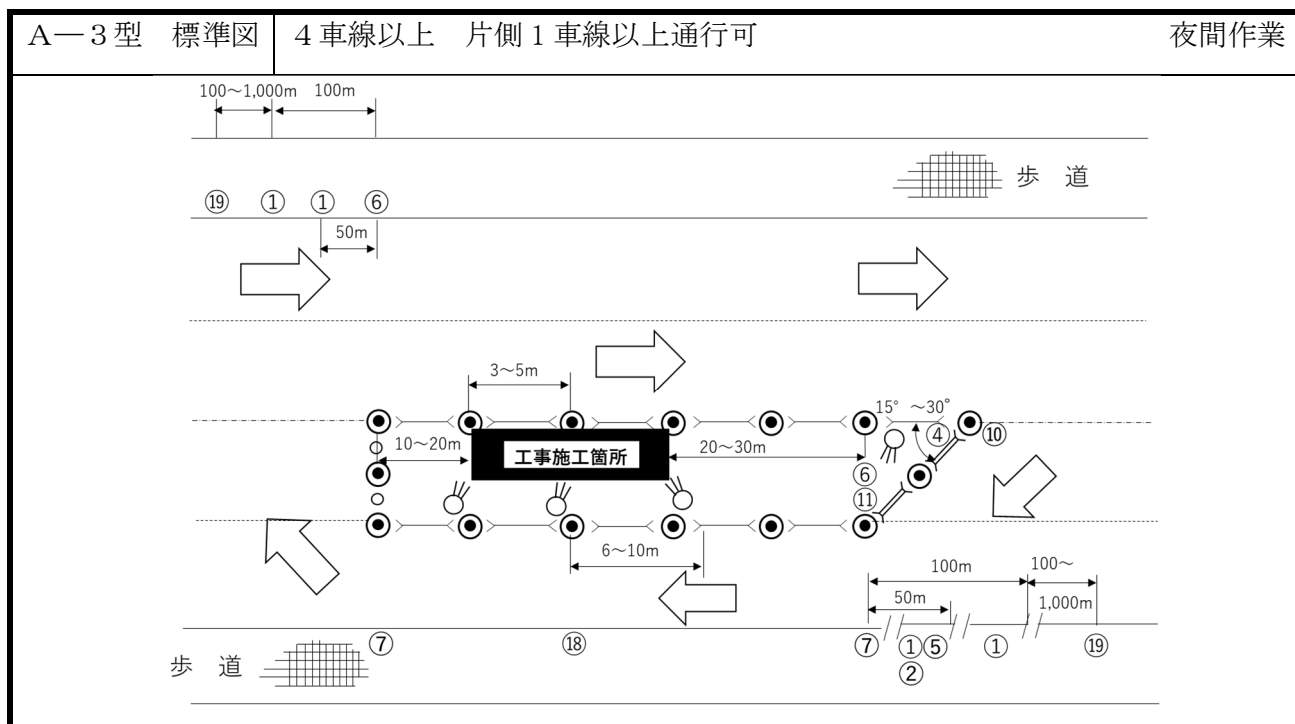 A―3型 標準図 4車線以上 片側1車線以上通行可 夜間作業
100～1,000m 100m
歩 道
⑲ ① ① ⑥
50m
3～5m
15° ～30°
④ ⑩
10～20m 工事施工箇所 20～30m
⑥
⑪
6～10m
100m 100～
50m 1,000m
⑦ ⑱ ⑦ ①⑤ ① ⑲
②
歩 道